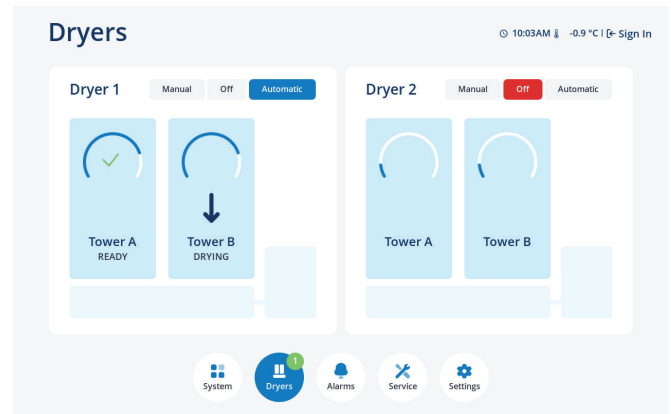 Dryers
10:03AM -0.9 °C | Sign In
Dryer 1 Manual Off Automatic
Tower A
READY
Tower B
DRYING
Dryer 2 Manual Off Automatic
Tower A
Tower B
System
Dryers 1
Alarms
Service
Settings